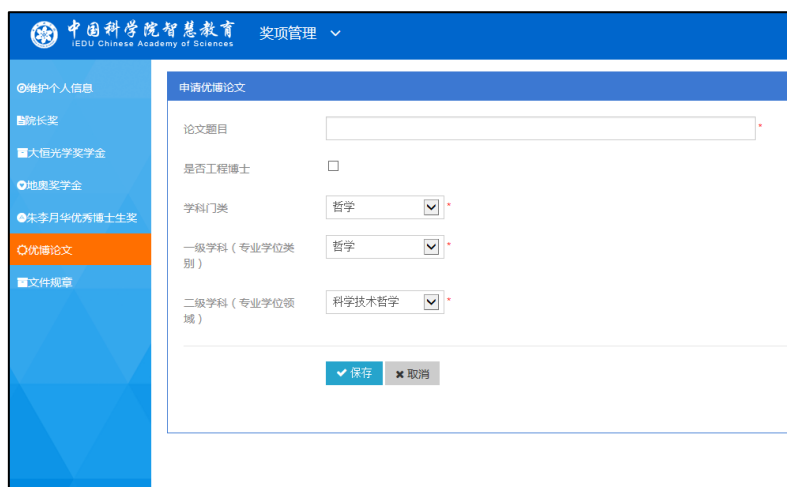 中国科学院智慧教育
iEDU Chinese Academy of Sciences
奖项管理
维护个人信息
院长奖
大恒光学奖学金
地奥奖学金
朱李月华优秀博士生奖
优博论文
文件规章
申请优博论文
论文题目 *
是否工程博士
学科门类 哲学 *
一级学科（专业学位类 哲学 *
别）
二级学科（专业学位领 科学技术哲学 *
域）
保存 取消